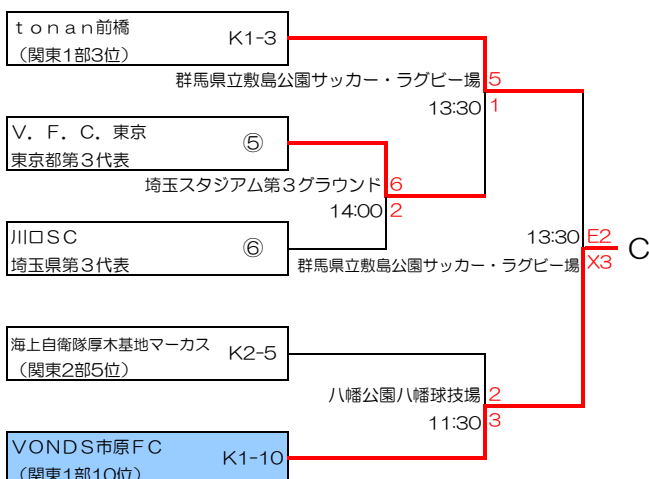 ｔｏｎａｎ前橋
（関東1部3位）
K1-3
群馬県立敷島公園サッカー・ラグビー場
5
13:30
1
Ｖ．Ｆ．Ｃ．東京
東京都第３代表
⑤
埼玉スタジアム第３グラウンド
6
14:00
2
川口ＳＣ
埼玉県第３代表
⑥
13:30
E2
C
群馬県立敷島公園サッカー・ラグビー場
X3
海上自衛隊厚木基地マーカス
（関東2部5位）
K2-5
八幡公園八幡球技場
2
11:30
3
ＶＯＮＤＳ市原ＦＣ
（関東1部10位）
K1-10